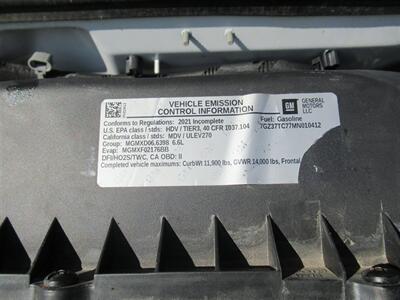 VEHICLE EMISSION
CONTROL INFORMATION
GM
GENERAL
MOTORS
LLC
Conforms to Regulations: 2021 Incomplete
Fuel: Gasoline
U.S. EPA class / stds: HDV / TIER3, 40 CFR 1037.104
7GZ37TC77MN010412
California class / stds: MDV / ULEV270
Group: MGMXD06.6398 6.6L
Evap: MGMXF02176BB
DFI/HO2S/TWC, CA OBD: II
Completed vehicle maximums: CurbWt 11,900 lbs, GVWR 14,000 lbs, Frontal